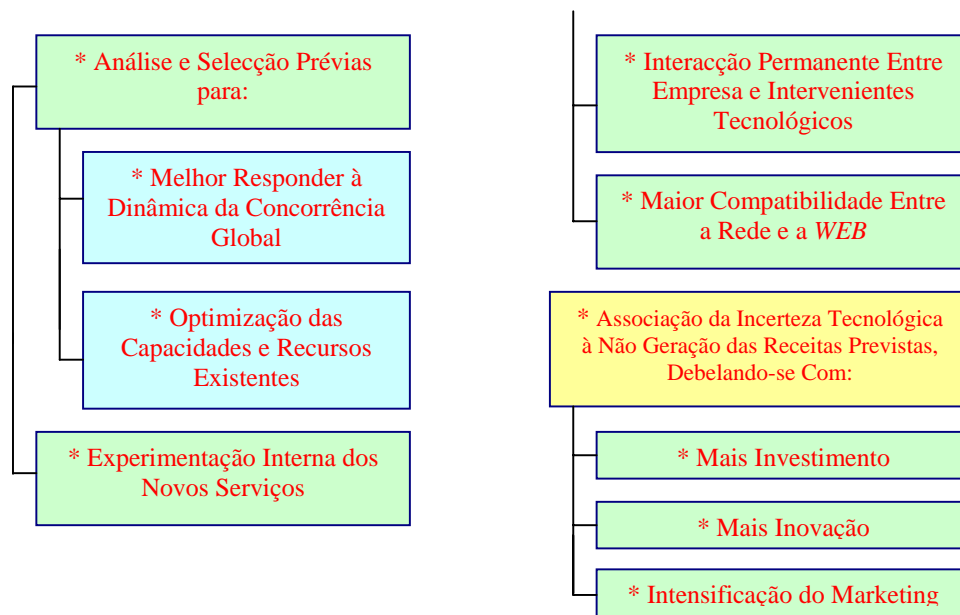 * Análise e Selecção Prévias
para:
* Melhor Responder à
Dinâmica da Concorrência
Global
* Optimização das
Capacidades e Recursos
Existentes
* Experimentação Interna dos
Novos Serviços
* Interacção Permanente Entre
Empresa e Intervenientes
Tecnológicos
* Maior Compatibilidade Entre
a Rede e a WEB
* Associação da Incerteza Tecnológica
à Não Geração das Receitas Previstas,
Debelando-se Com:
* Mais Investimento
* Mais Inovação
* Intensificação do Marketing